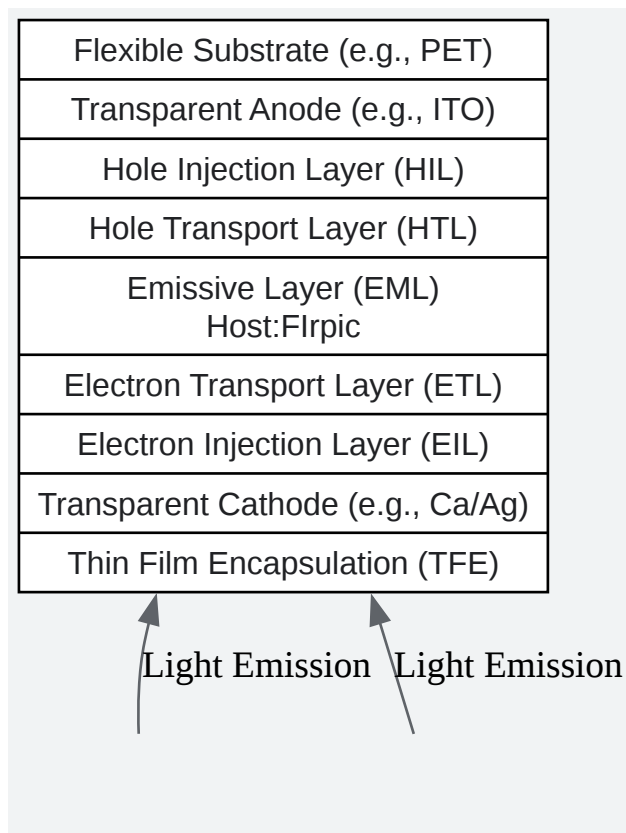 Flexible Substrate (e.g., PET)
Transparent Anode (e.g., ITO)
Hole Injection Layer (HIL)
Hole Transport Layer (HTL)
Emissive Layer (EML)
Host:FIrpic
Electron Transport Layer (ETL)
Electron Injection Layer (EIL)
Transparent Cathode (e.g., Ca/Ag)
Thin Film Encapsulation (TFE)
Light Emission
Light Emission